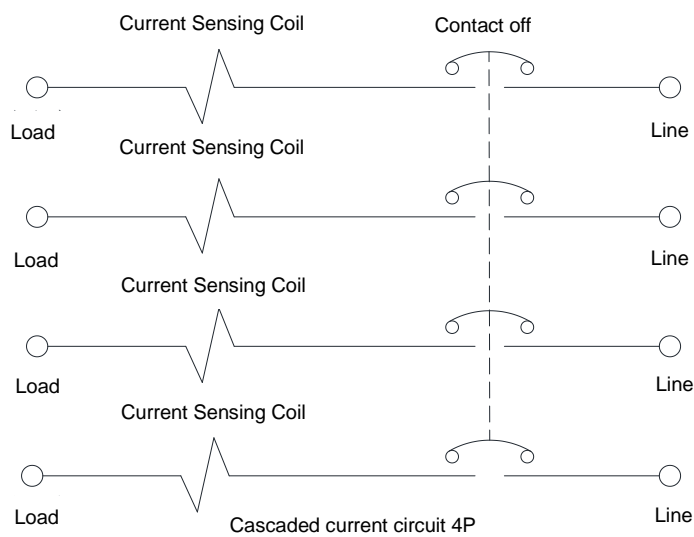 Current Sensing Coil
Contact off
Load
Line
Current Sensing Coil
Load
Line
Current Sensing Coil
Load
Line
Current Sensing Coil
Load
Line
Cascaded current circuit 4P